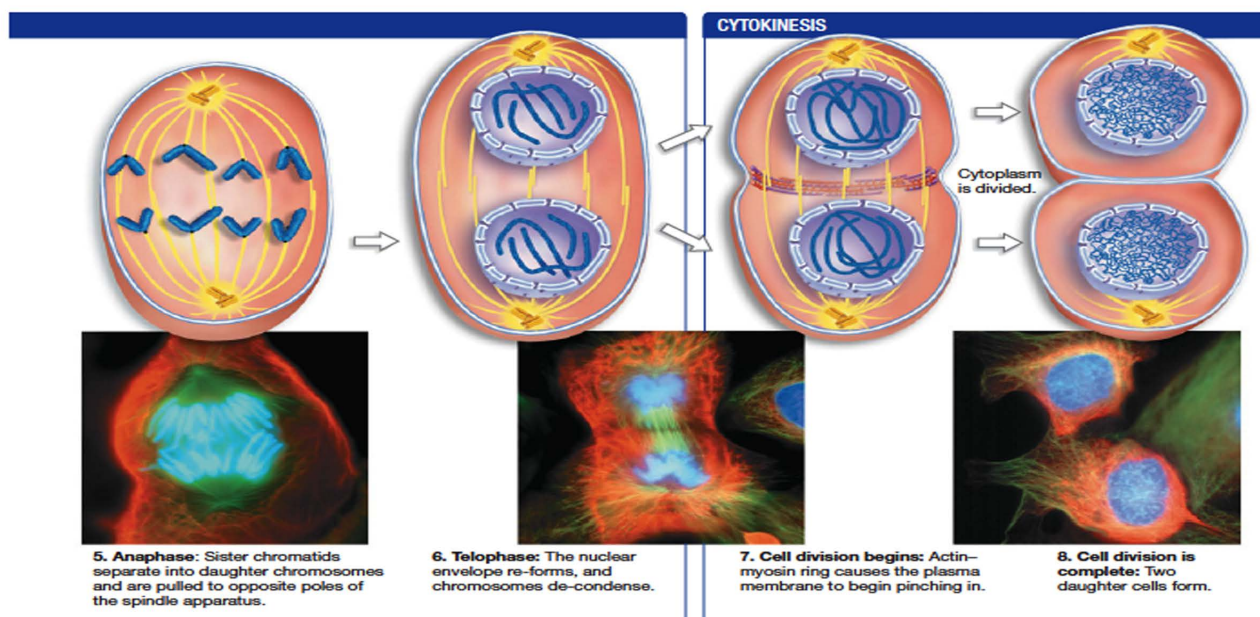 CYTOKINESIS
Cytoplasm
is divided.
5. Anaphase: Sister chromatids
separate into daughter chromosomes
and are pulled to opposite poles of
the spindle apparatus.
6. Telophase: The nuclear
envelope re-forms, and
chromosomes de-condense.
7. Cell division begins: Actin–
myosin ring causes the plasma
membrane to begin pinching in.
8. Cell division is
complete: Two
daughter cells form.